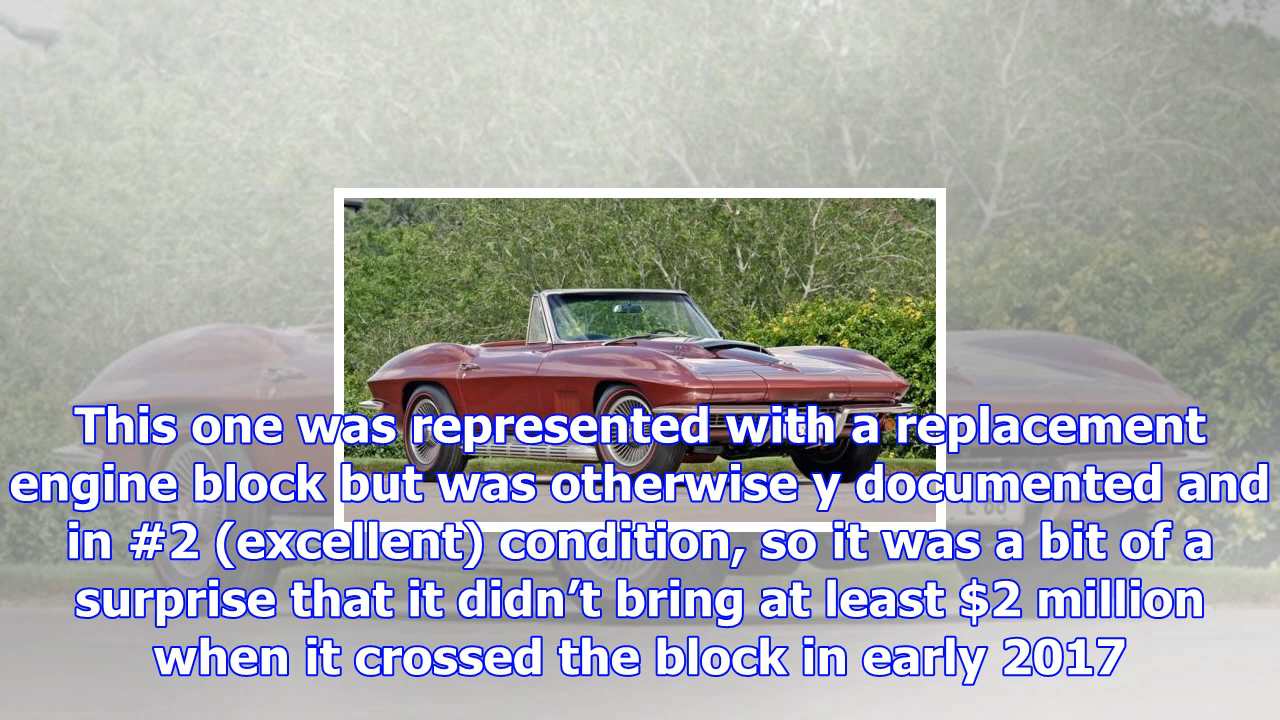 This one was represented with a replacement
engine block but was otherwise y documented and
in #2 (excellent) condition, so it was a bit of a
surprise that it didn’t bring at least $2 million
when it crossed the block in early 2017